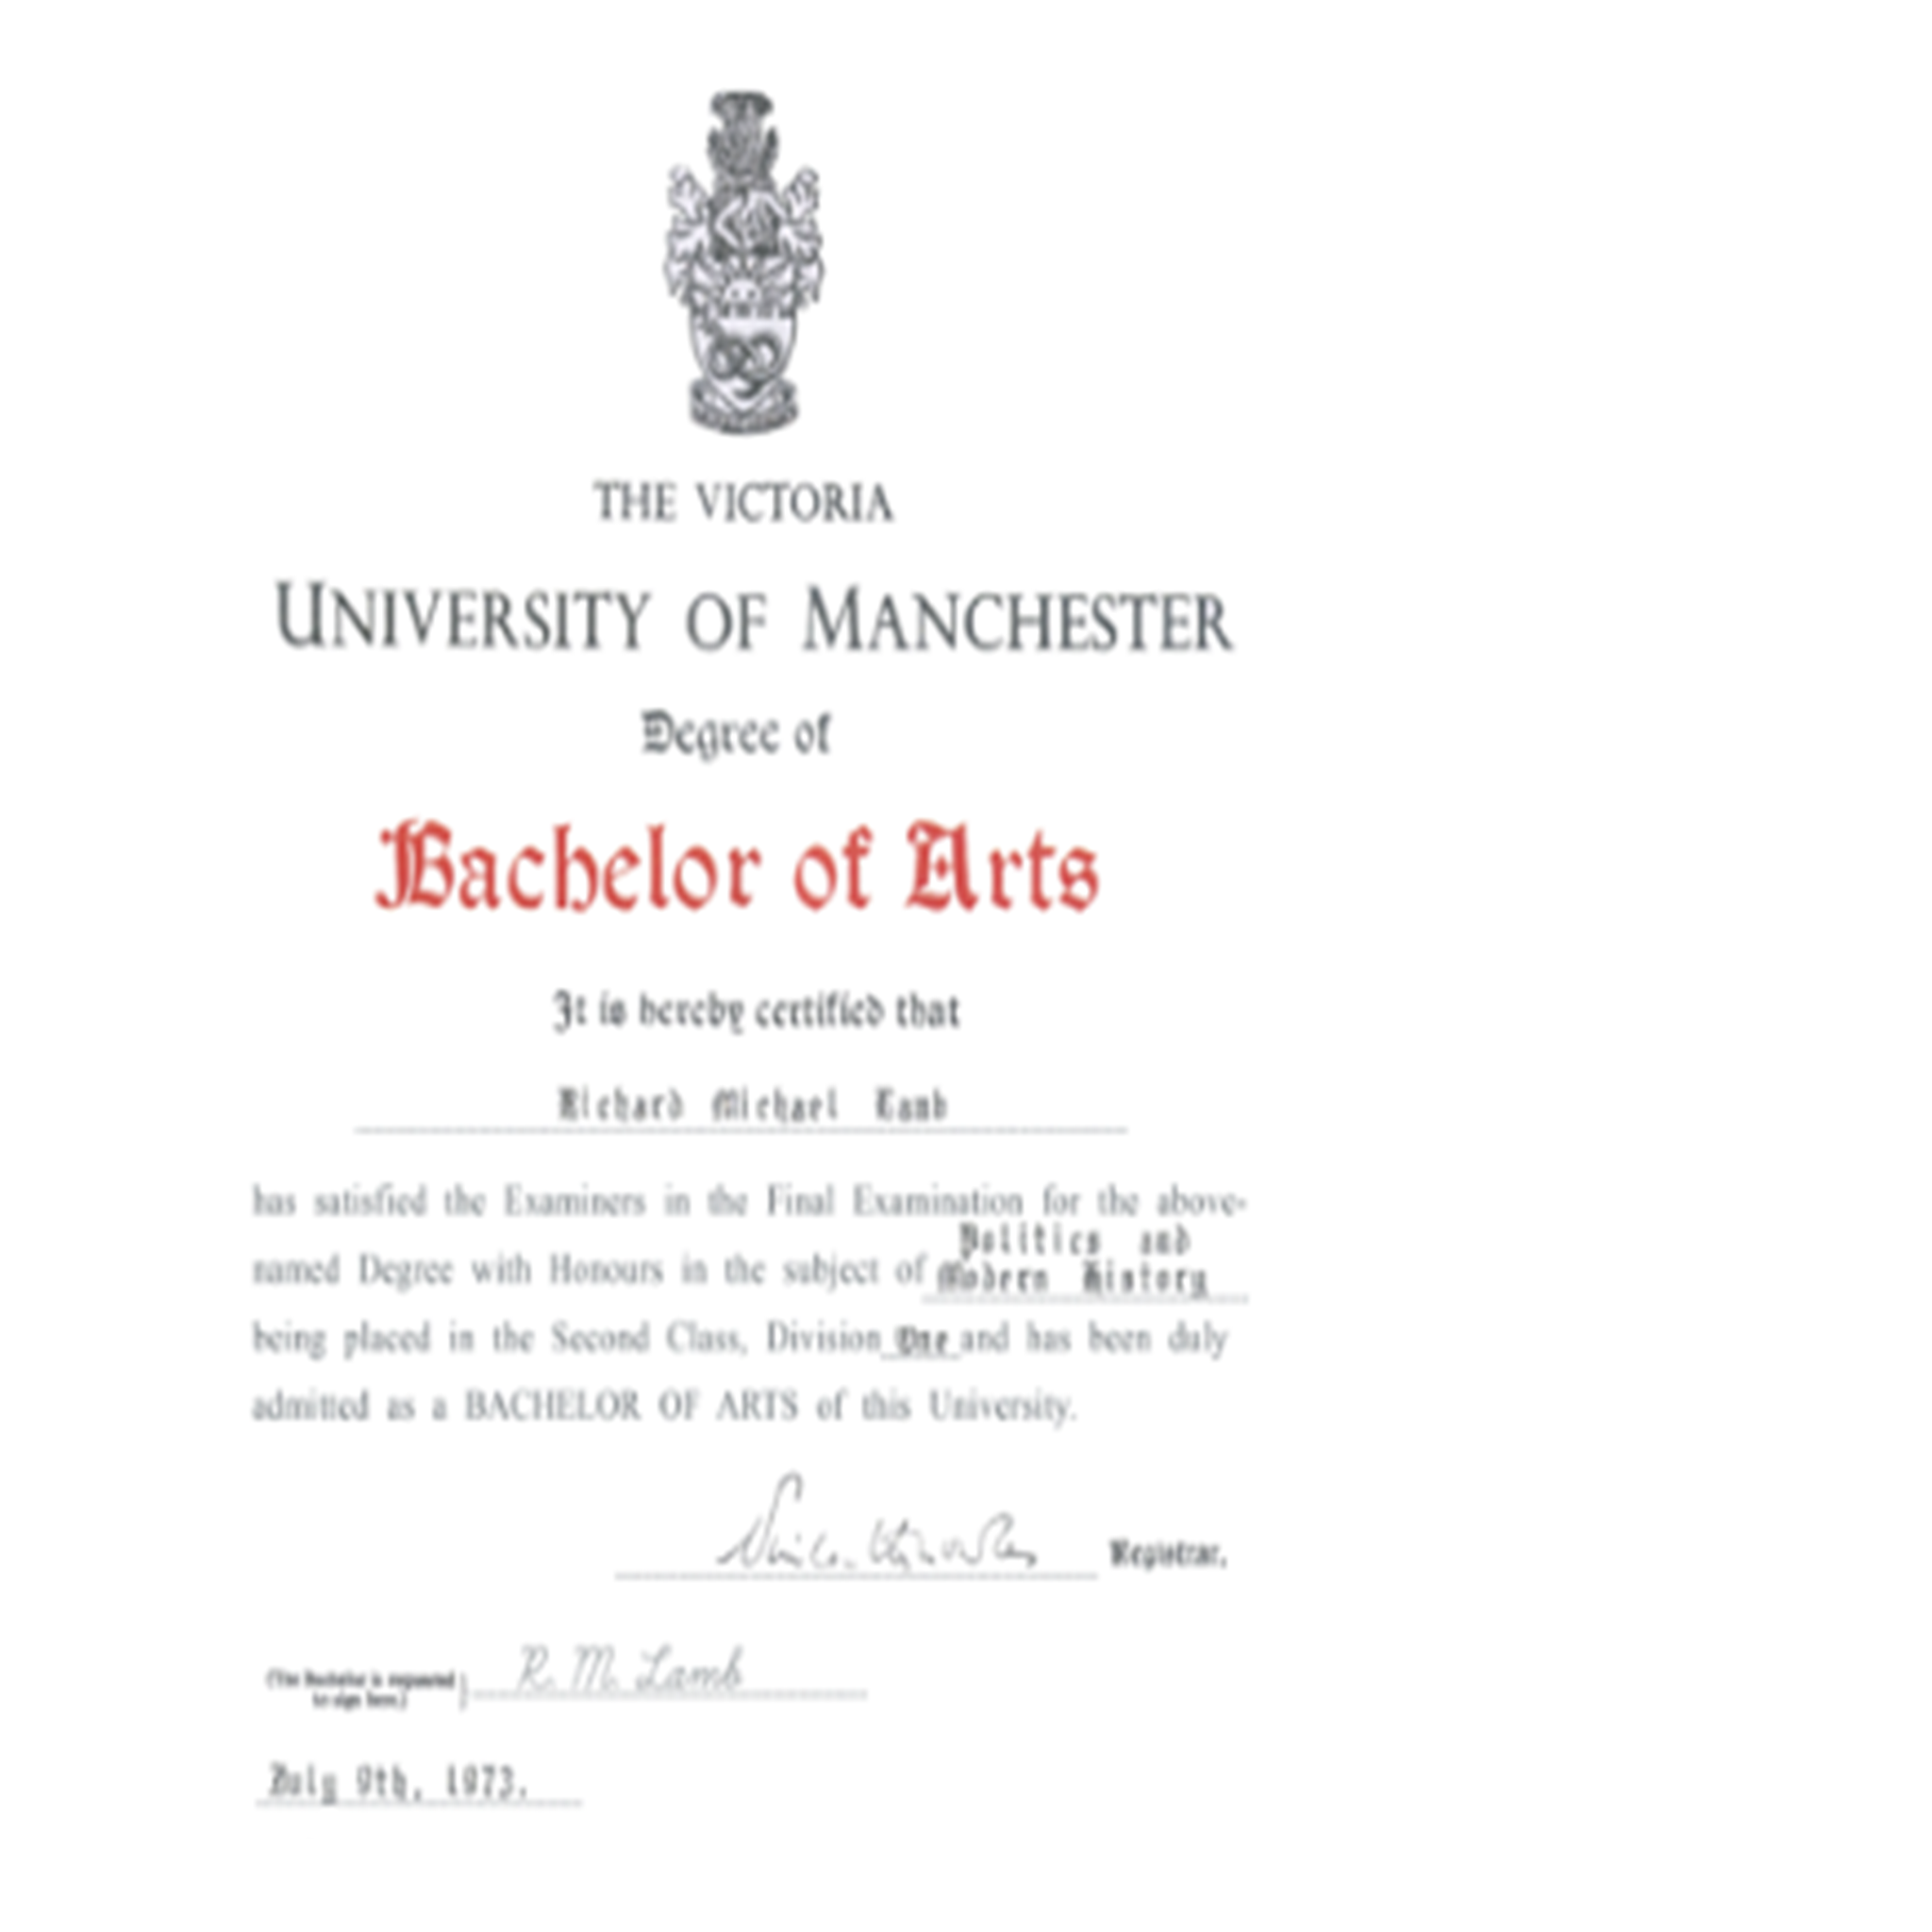 THE VICTORIA
UNIVERSITY OF MANCHESTER
Degree of
Bachelor of Arts
It is hereby certified that
Richard Michael Lamb
has satisfied the Examiners in the Final Examination for the above-
Politics and
named Degree with Honours in the subject of Modern History
being placed in the Second Class, Division One and has been duly
admitted as a BACHELOR OF ARTS of this University.
Registrar.
(The Bachelor is requested
to sign here) R. M. Lamb
July 9th, 1973.